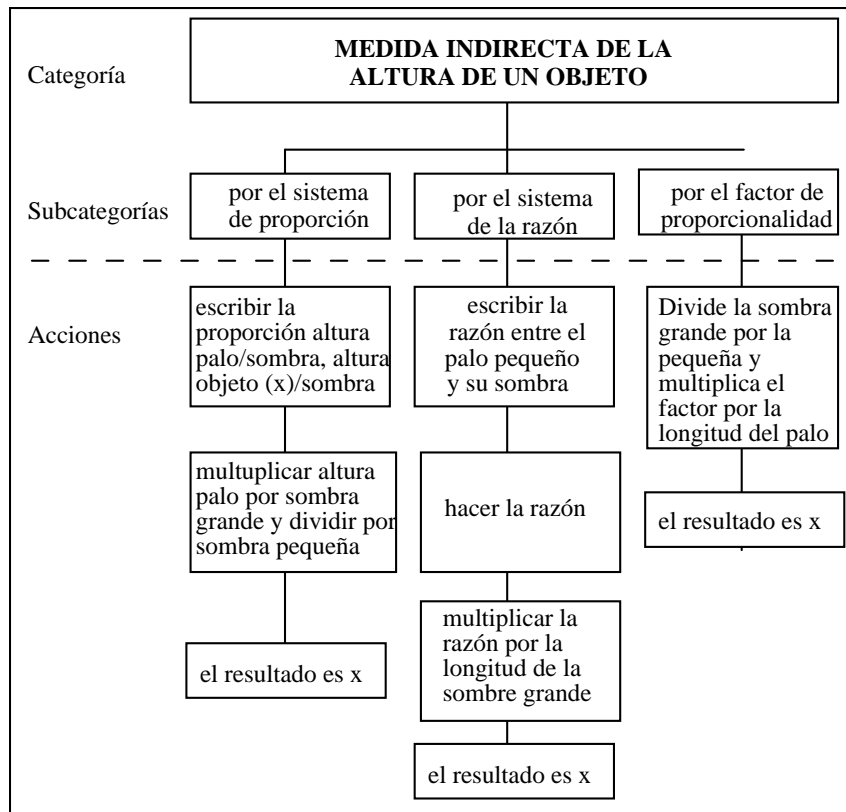 Categoría
MEDIDA INDIRECTA DE LA
ALTURA DE UN OBJETO
Subcategorías
por el sistema
de proporción
por el sistema
de la razón
por el factor de
proporcionalidad
Acciones
escribir la
proporción altura
palo/sombra, altura
objeto (x)/sombra
multuplicar altura
palo por sombra
grande y dividir por
sombra pequeña
el resultado es x
escribir la
razón entre el
palo pequeño
y su sombra
hacer la razón
multiplicar la
razón por la
longitud de la
sombre grande
el resultado es x
Divide la sombra
grande por la
pequeña y
multiplica el
factor por la
longitud del palo
el resultado es x